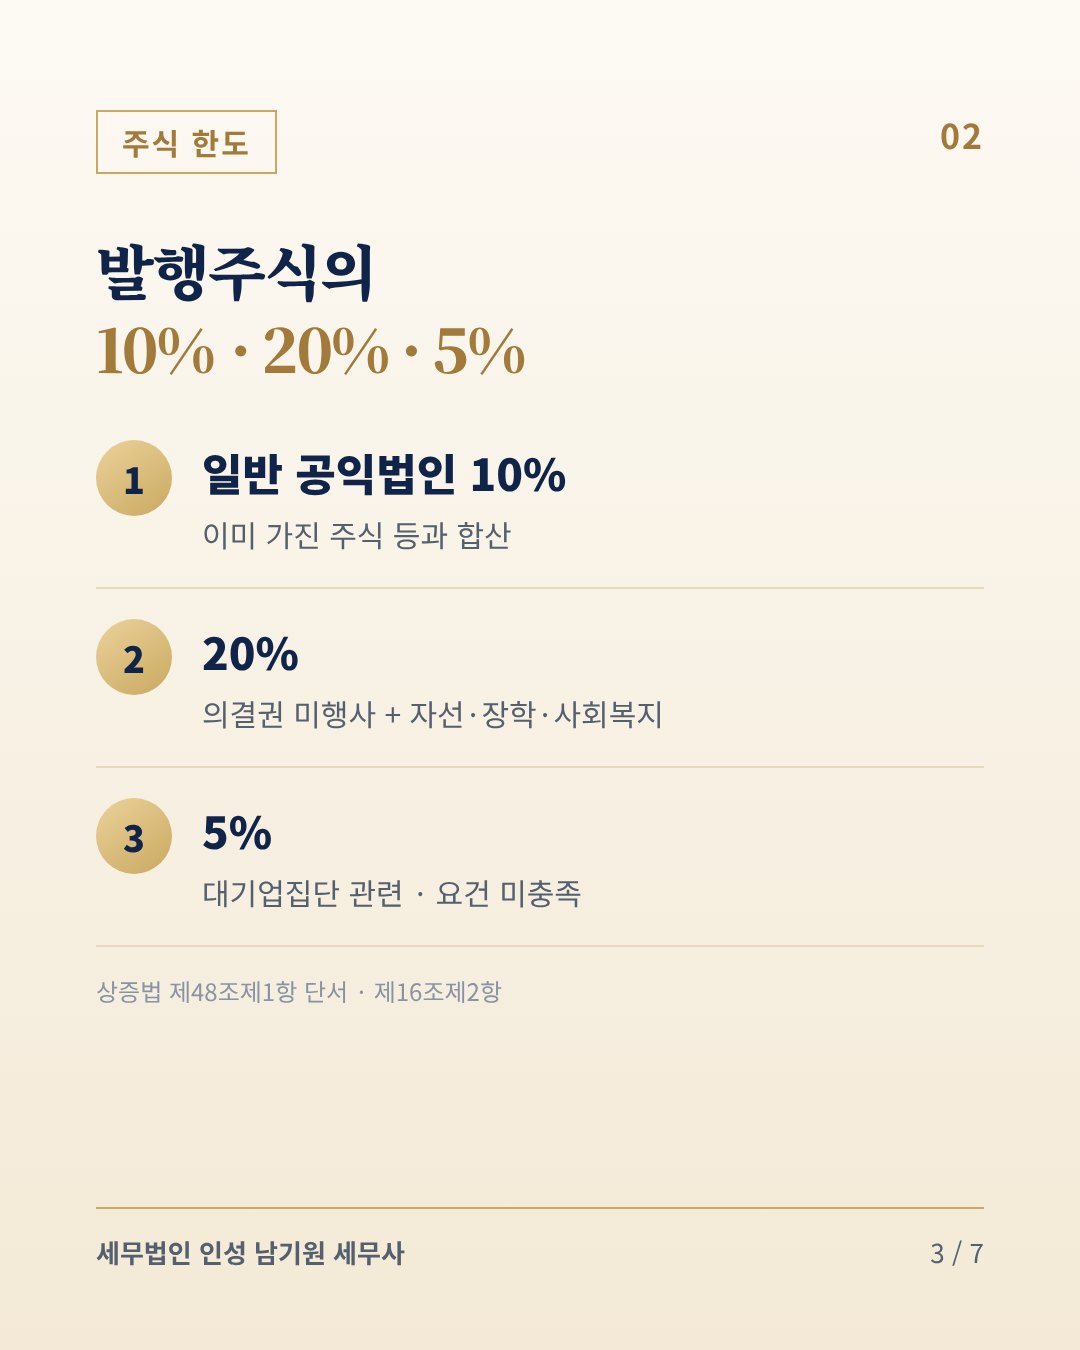 주식 한도
02
발행주식의
10% · 20% · 5%
1
일반 공익법인 10%
이미 가진 주식 등과 합산
2
20%
의결권 미행사 + 자선·장학·사회복지
3
5%
대기업집단 관련 · 요건 미충족
상증법 제48조제1항 단서 · 제16조제2항
세무법인 인성 남기원 세무사
3 / 7